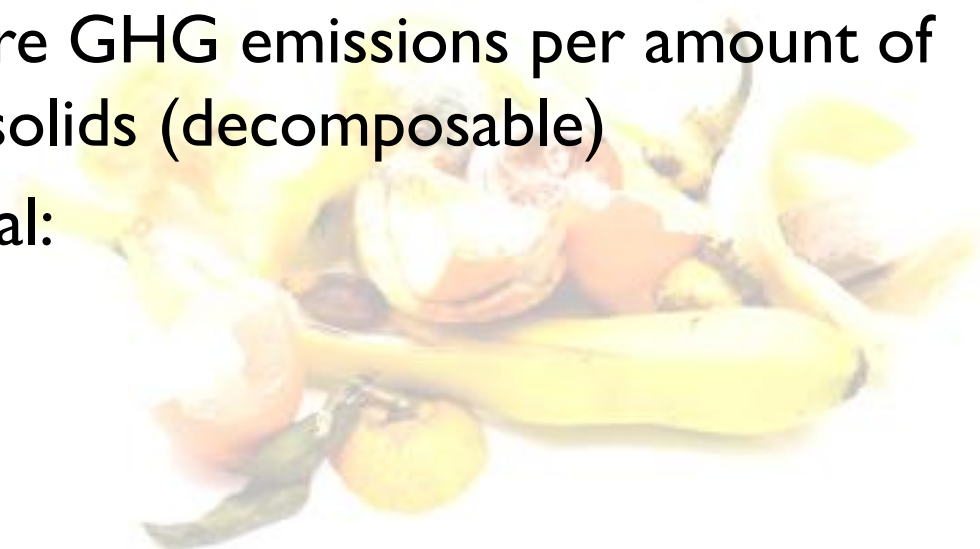 re GHG emissions per amount of
solids (decomposable)
al: